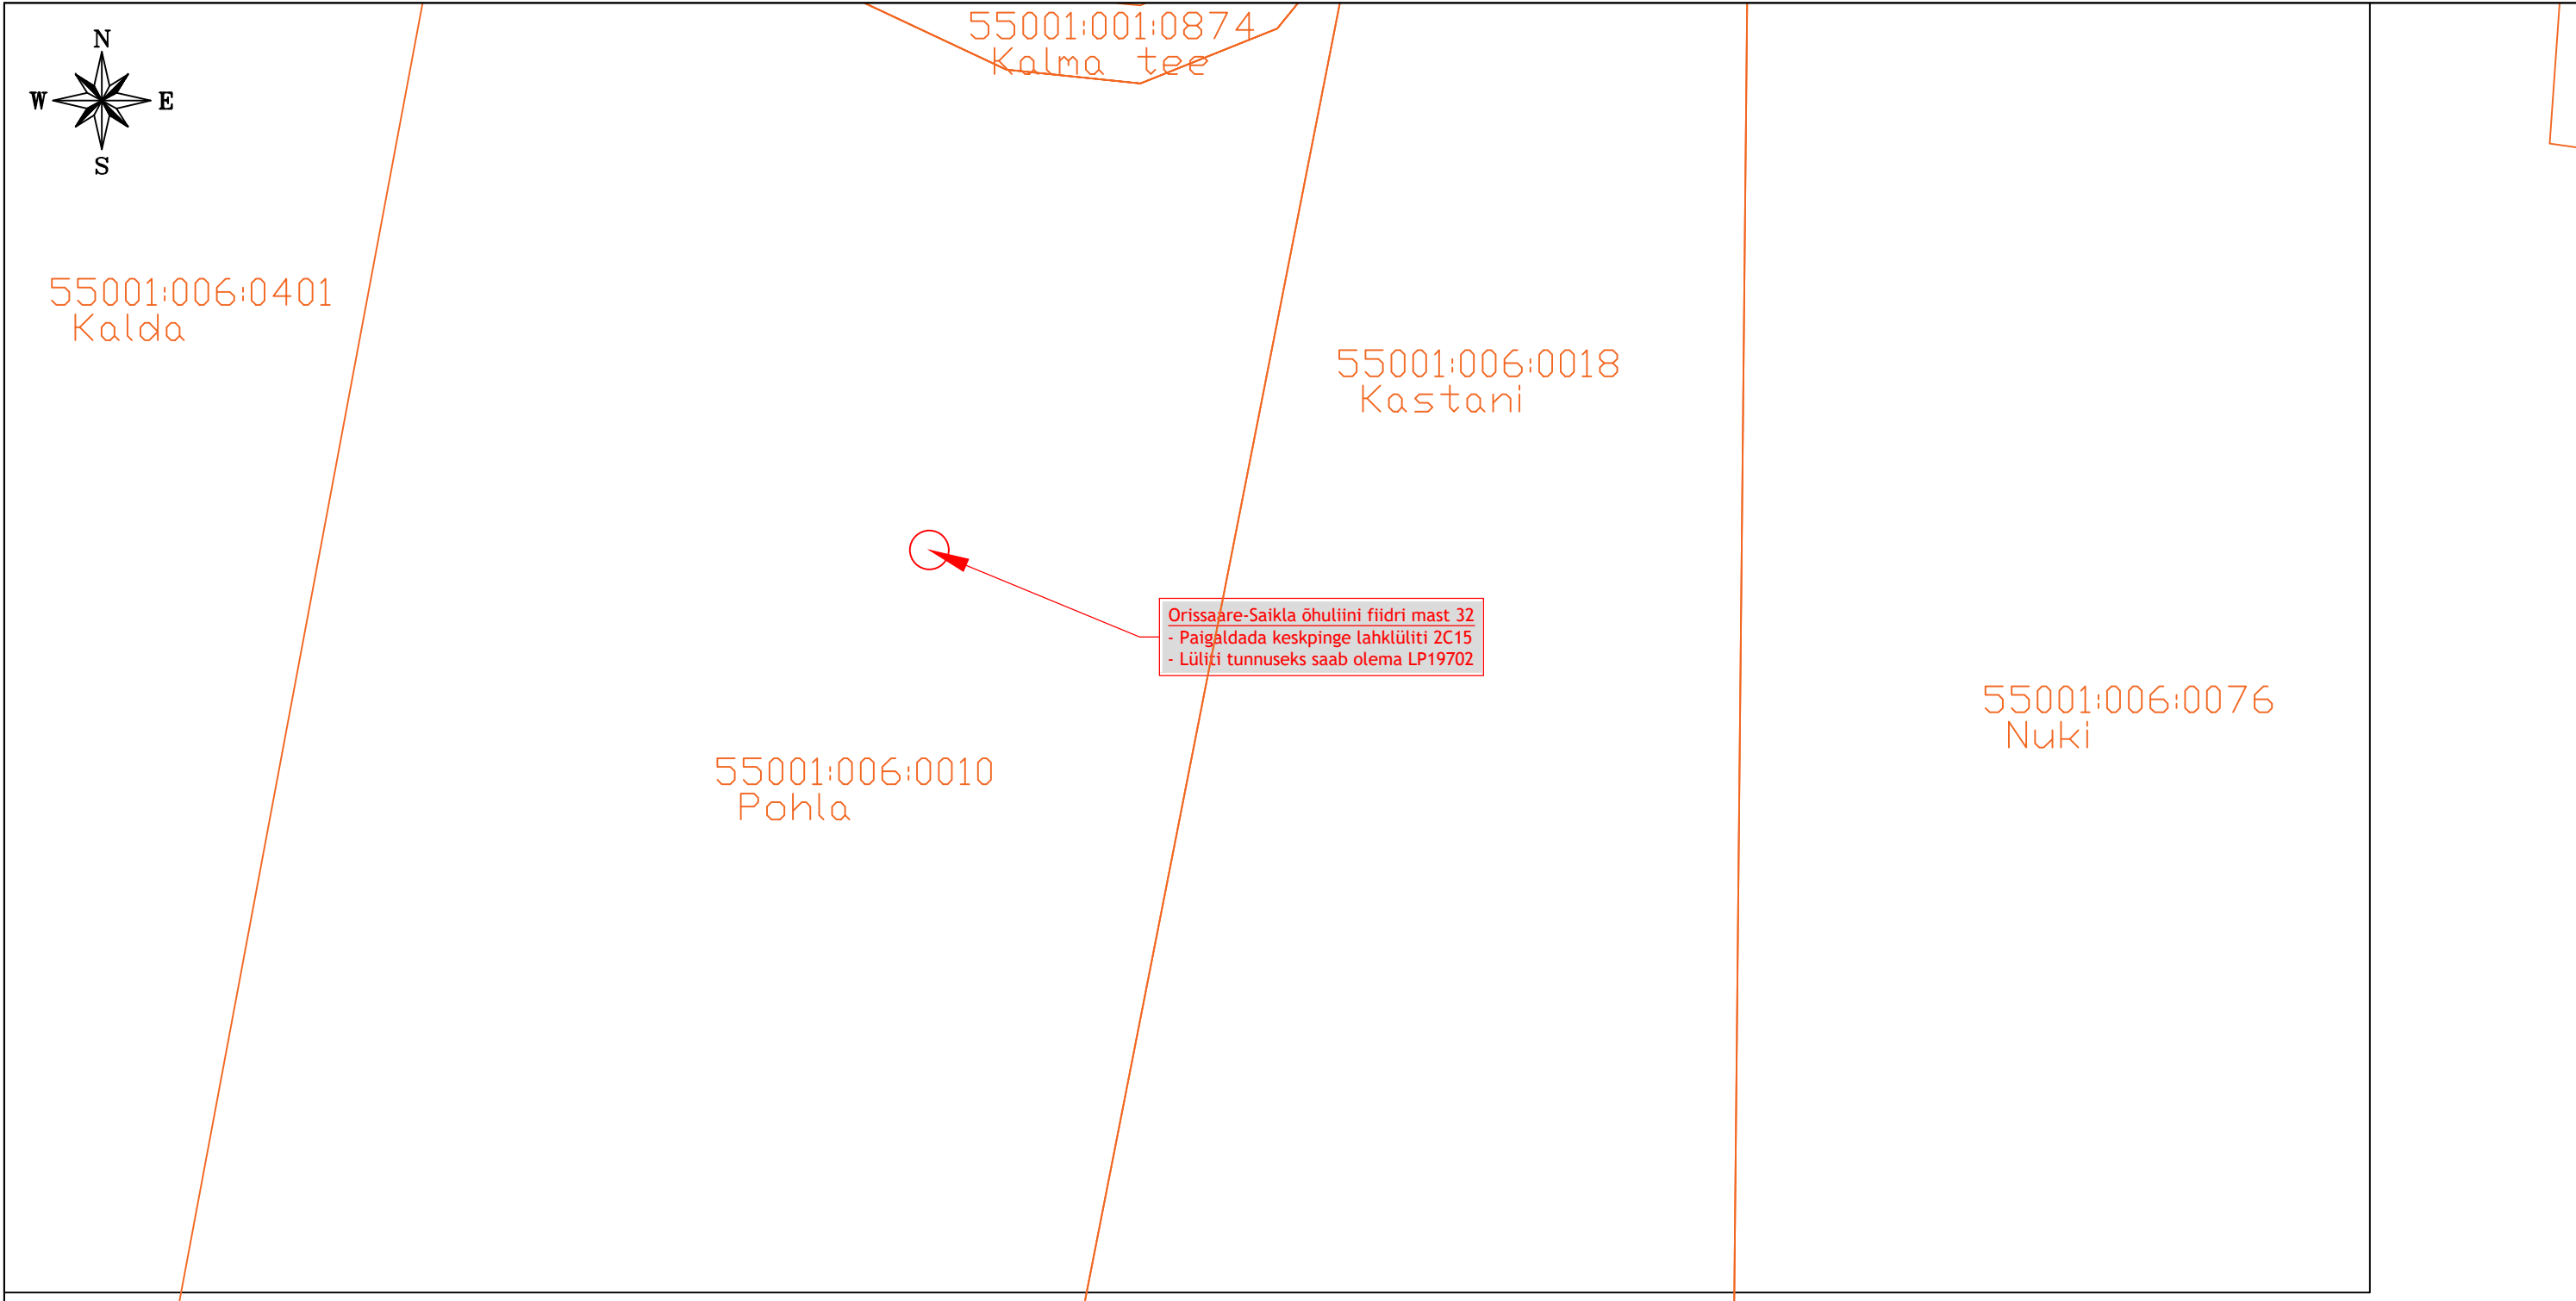 55001:001:0874
Kalma tee
N
W E
S
55001:006:0401
Kalda
55001:006:0018
Kastani
Orissaare-Saikla õhuliini fiidri mast 32
- Paigaldada keskpinge lahklüliti 2C15
- Lüliti tunnuseks saab olema LP19702
55001:006:0076
Nuki
55001:006:0010
Pohla